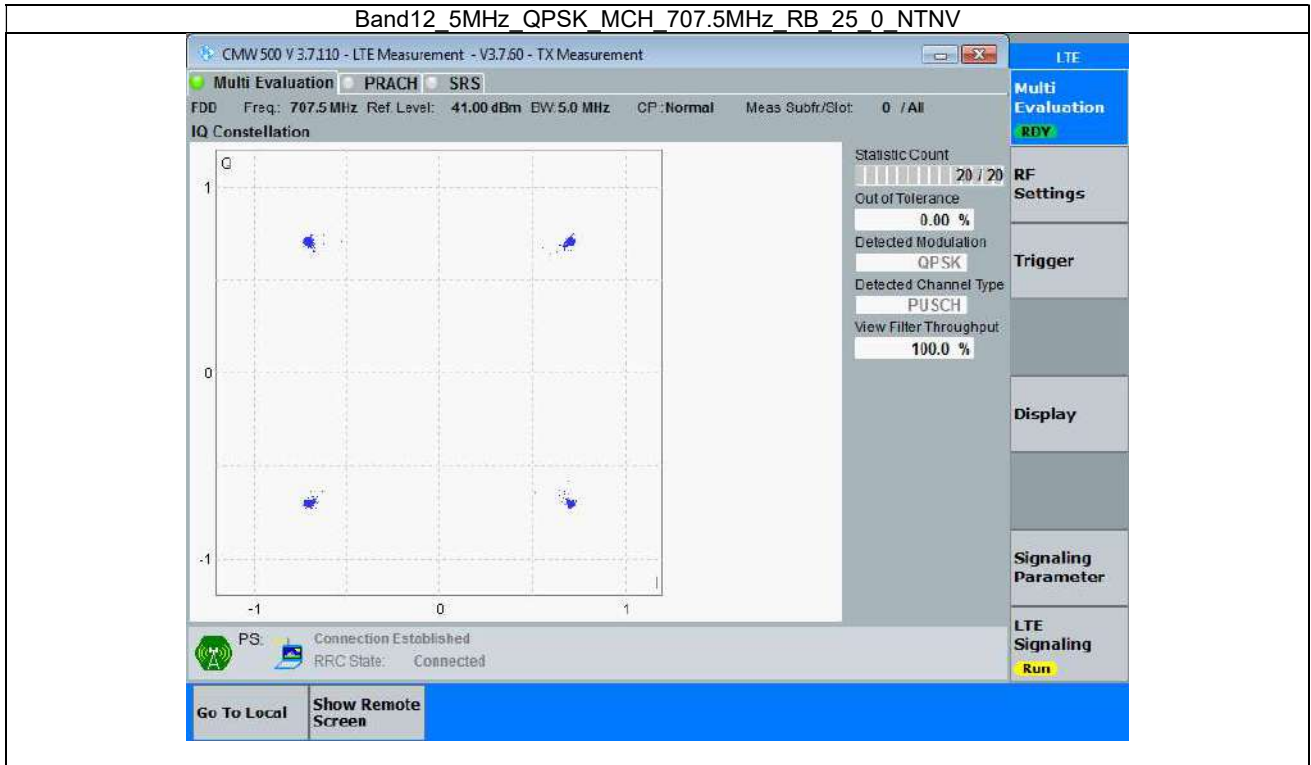 Band12_5MHz_QPSK_MCH_707.5MHz_RB_25_0_NTNV
CMW 500 V 3.7.110 - LTE Measurement - V3.7.60 - TX Measurement
LTE
Multi Evaluation PRACH SRS
Multi
Evaluation
RDY
FDD Freq.: 707.5 MHz Ref. Level: 41.00 dBm BW: 5.0 MHz CP: Normal Meas Subfr/Slot: 0 / All
IQ Constellation
Q
1
0
-1
-1 0 1
I
Statistic Count
20 / 20
Out of Tolerance
0.00 %
Detected Modulation
QPSK
Detected Channel Type
PUSCH
View Filter Throughput
100.0 %
RF
Settings
Trigger
Display
Signaling
Parameter
LTE
Signaling
Run
PS: Connection Established
RRC State: Connected
Go To Local
Show Remote
Screen